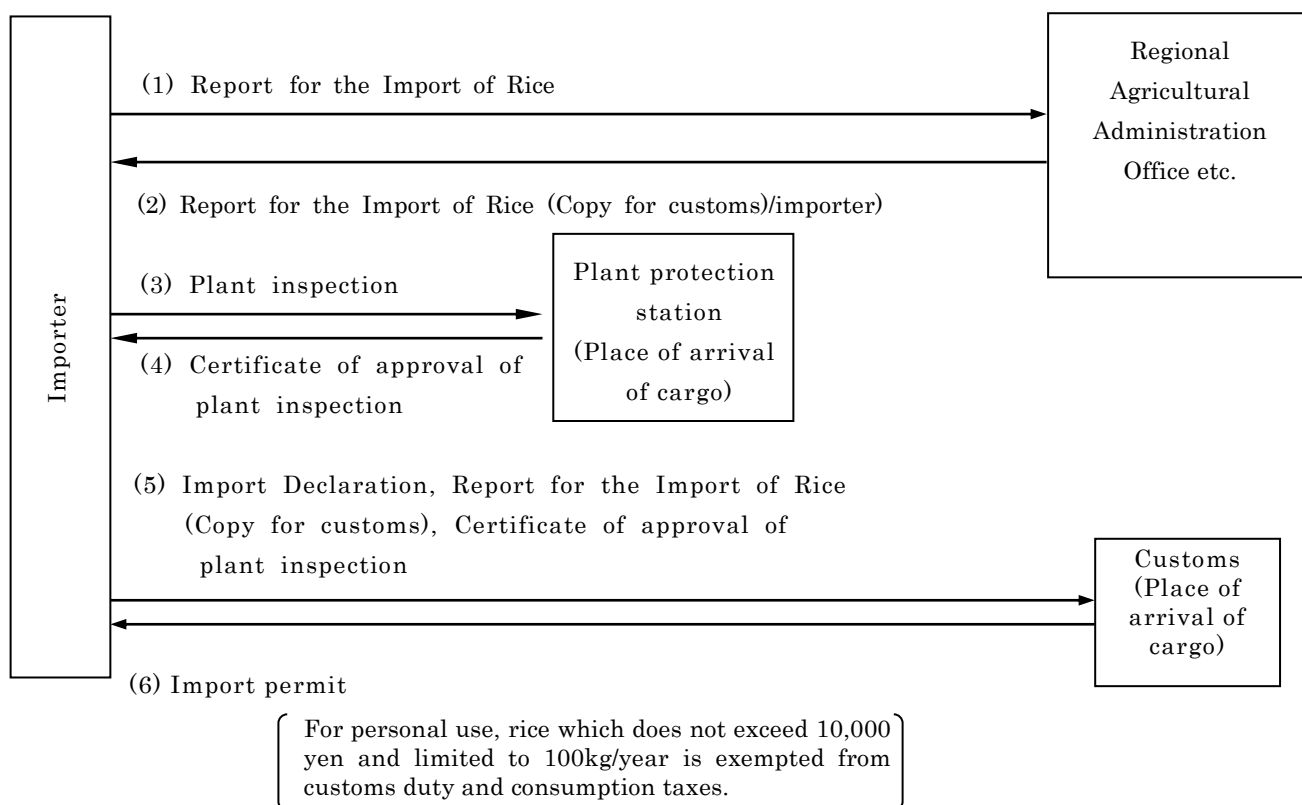 Importer
(1) Report for the Import of Rice
Regional
Agricultural
Administration
Office etc.
(2) Report for the Import of Rice (Copy for customs)/importer)
(3) Plant inspection
Plant protection
station
(Place of arrival
of cargo)
(4) Certificate of approval of
plant inspection
(5) Import Declaration, Report for the Import of Rice
(Copy for customs), Certificate of approval of
plant inspection
Customs
(Place of
arrival of
cargo)
(6) Import permit
For personal use, rice which does not exceed 10,000
yen and limited to 100kg/year is exempted from
customs duty and consumption taxes.